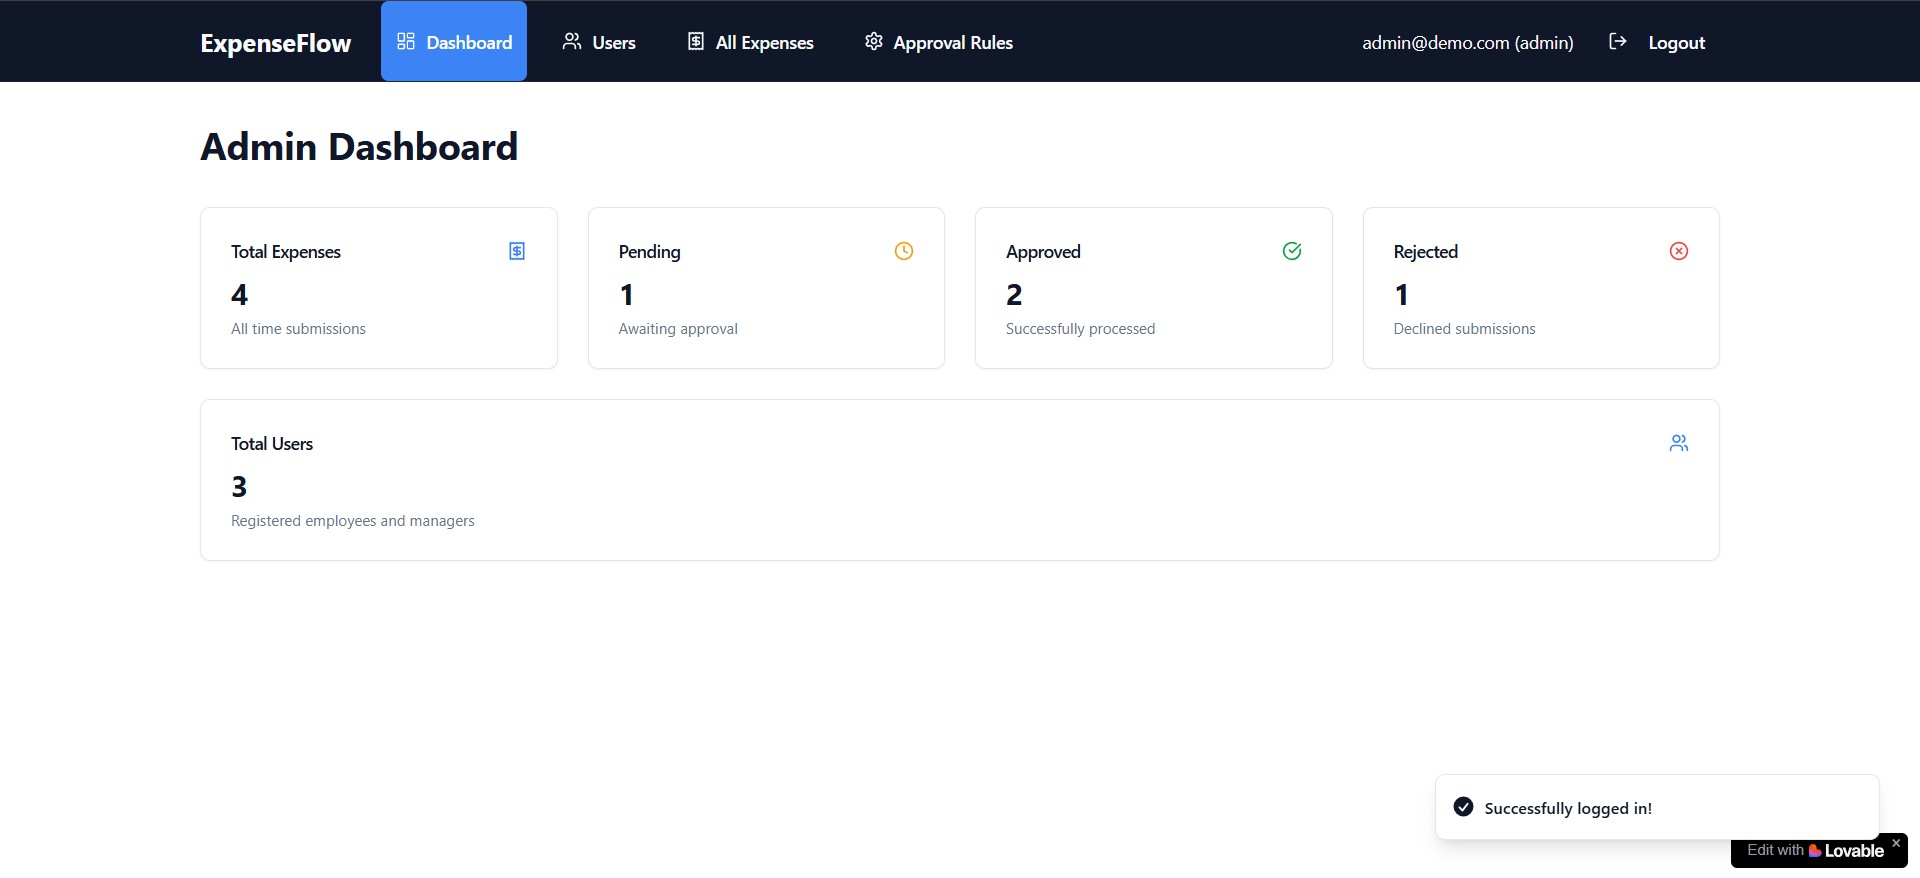 ExpenseFlow Dashboard Users All Expenses Approval Rules admin@demo.com (admin) Logout
Admin Dashboard
Total Expenses
4
All time submissions
Pending
1
Awaiting approval
Approved
2
Successfully processed
Rejected
1
Declined submissions
Total Users
3
Registered employees and managers
Successfully logged in!
Edit with Lovable ×